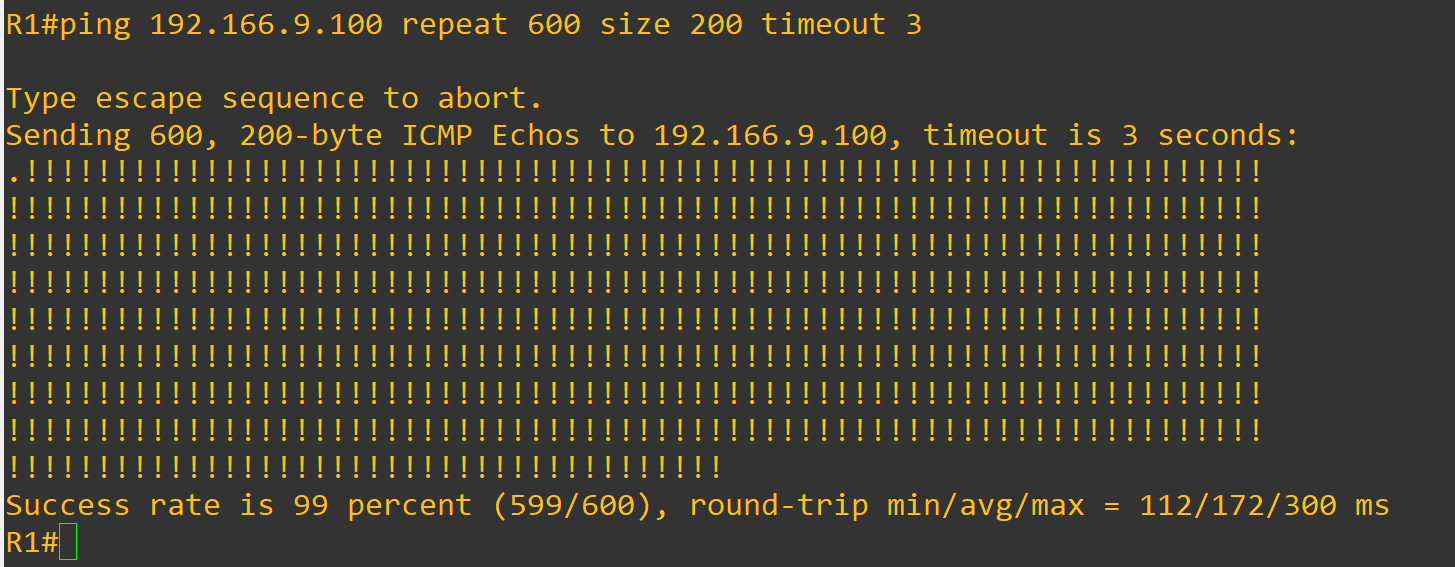 R1#ping 192.166.9.100 repeat 600 size 200 timeout 3
Type escape sequence to abort.
Sending 600, 200-byte ICMP Echos to 192.166.9.100, timeout is 3 seconds:
.!!!!!!!!!!!!!!!!!!!!!!!!!!!!!!!!!!!!!!!!!!!!!!!!!!!!!!!!!!!!!!!!!!!!!
!!!!!!!!!!!!!!!!!!!!!!!!!!!!!!!!!!!!!!!!!!!!!!!!!!!!!!!!!!!!!!!!!!!!!!
!!!!!!!!!!!!!!!!!!!!!!!!!!!!!!!!!!!!!!!!!!!!!!!!!!!!!!!!!!!!!!!!!!!!!!
!!!!!!!!!!!!!!!!!!!!!!!!!!!!!!!!!!!!!!!!!!!!!!!!!!!!!!!!!!!!!!!!!!!!!!
!!!!!!!!!!!!!!!!!!!!!!!!!!!!!!!!!!!!!!!!!!!!!!!!!!!!!!!!!!!!!!!!!!!!!!
!!!!!!!!!!!!!!!!!!!!!!!!!!!!!!!!!!!!!!!!!!!!!!!!!!!!!!!!!!!!!!!!!!!!!!
!!!!!!!!!!!!!!!!!!!!!!!!!!!!!!!!!!!!!!!!!!!!!!!!!!!!!!!!!!!!!!!!!!!!!!
!!!!!!!!!!!!!!!!!!!!!!!!!!!!!!!!!!!!!!!!!!!!!!!!!!!!!!!!!!!!!!!!!!!!!!
!!!!!!!!!!!!!!!!!!!!!!!!!!!!!!!!!!!!!!!!
Success rate is 99 percent (599/600), round-trip min/avg/max = 112/172/300 ms
R1#